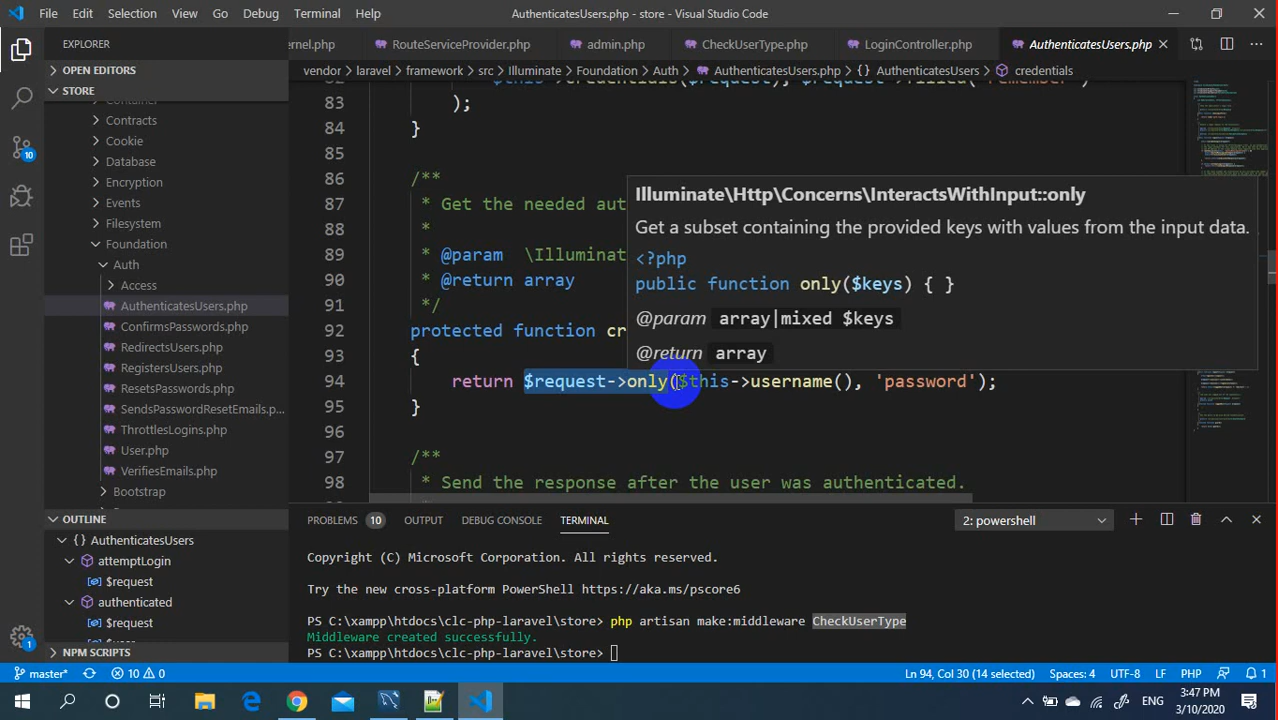 File Edit Selection View Go Debug Terminal Help
AuthenticatesUsers.php - store - Visual Studio Code
EXPLORER
ernel.php RouteServiceProvider.php admin.php CheckUserType.php LoginController.php AuthenticatesUsers.php
OPEN EDITORS
vendor > laravel > framework > src > Illuminate > Foundation > Auth > AuthenticatesUsers.php > {} AuthenticatesUsers > credentials
STORE
Container
Contracts
Cookie
Database
Encryption
Events
Filesystem
Foundation
Auth
Access
AuthenticatesUsers.php
ConfirmsPasswords.php
RedirectsUsers.php
RegistersUsers.php
ResetsPasswords.php
SendsPasswordResetEmails.p...
ThrottlesLogins.php
User.php
VerifiesEmails.php
Bootstrap
83 );
84 }
85
86 /**
87 * Get the needed aut
88 *
89 * @param \Illuminat
90 * @return array
91 */
92 protected function cr
93 {
94 return $request->only($this->username(), 'password');
95 }
96
97 /**
98 * Send the response after the user was authenticated.
Illuminate\Http\Concerns\InteractsWithInput::only
Get a subset containing the provided keys with values from the input data.
<?php
public function only($keys) { }
@param array|mixed $keys
@return array
OUTLINE
{} AuthenticatesUsers
attemptLogin
$request
authenticated
$request
NPM SCRIPTS
PROBLEMS 10 OUTPUT DEBUG CONSOLE TERMINAL
2: powershell
Copyright (C) Microsoft Corporation. All rights reserved.
Try the new cross-platform PowerShell https://aka.ms/pscore6
PS C:\xampp\htdocs\clc-php-laravel\store> php artisan make:middleware CheckUserType
Middleware created successfully.
PS C:\xampp\htdocs\clc-php-laravel\store>
10
1
master* 10 0
Ln 94, Col 30 (14 selected) Spaces: 4 UTF-8 LF PHP 1
ENG
3:47 PM
3/10/2020